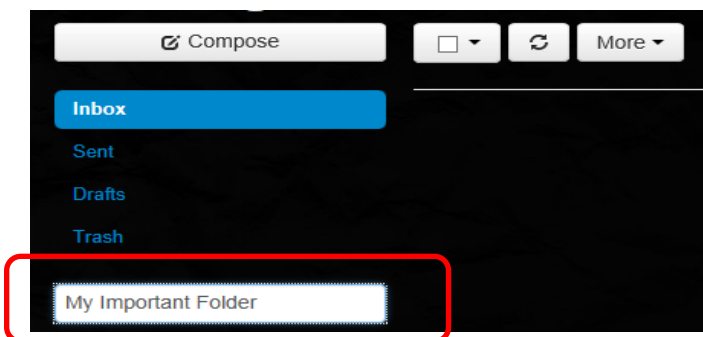 Compose
More
Inbox
Sent
Drafts
Trash
My Important Folder